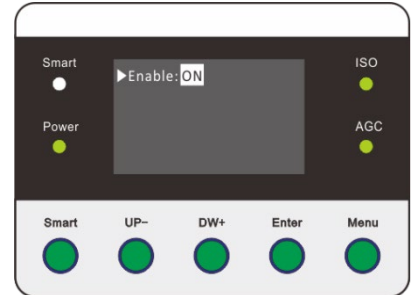 Smart
ISO
▶Enable: ON
Power
AGC
Smart UP− DW+ Enter Menu